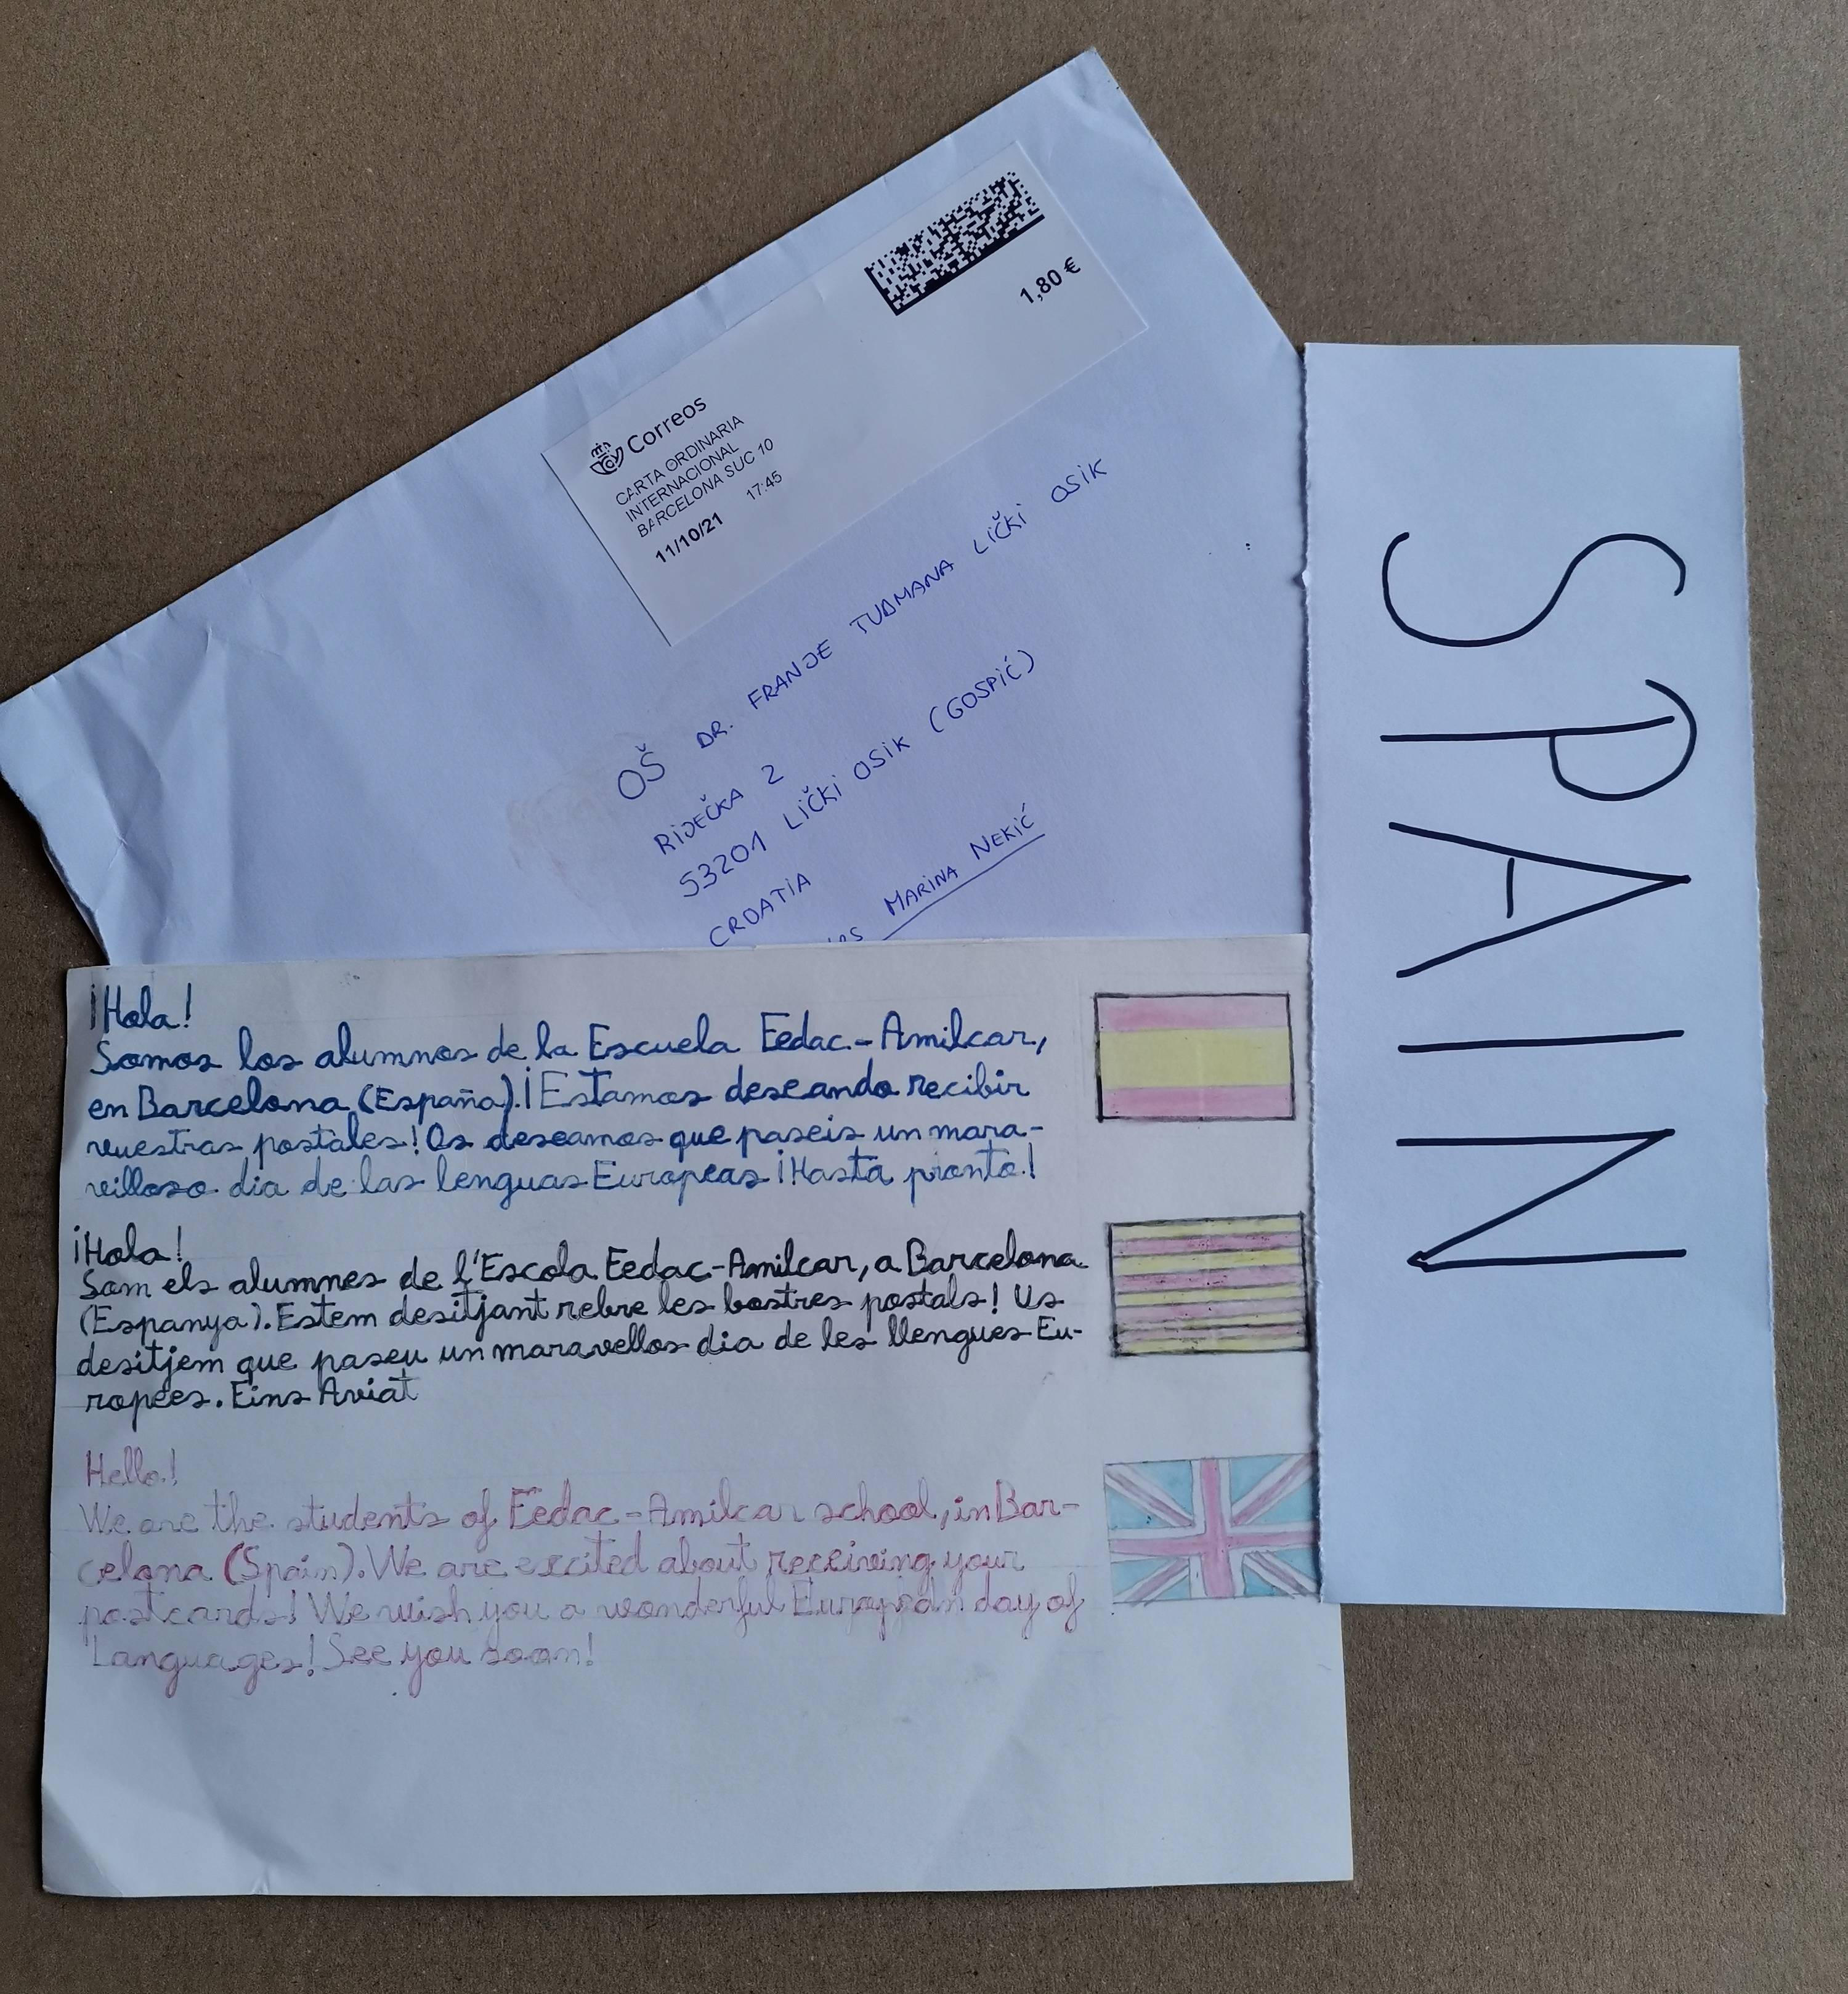 1,80 €
Correos
CARTA ORDINARIA
INTERNACIONAL
BARCELONA SUC 10
11/10/21 17:45
OŠ DR. FRANJE TUĐMANA LIČKI OSIK
RIJEČKA 2
53201 LIČKI OSIK (GOSPIĆ)
CROATIA
MARINA NEKIĆ
SPAIN
¡Hola!
Somos los alumnos de la Escuela Eedac-Amilcar,
en Barcelona (España).¡Estamos deseando recibir
vuestras postales! Os deseamos que paseis un mara-
villoso dia de las lenguas Europeas ¡Hasta pronto!
¡Hola!
Som els alumnes de l'Escola Eedac-Amilcar, a Barcelona
(Espanya). Estem desitjant rebre les bostres postals! Us
desitjem que paseu un maravellos dia de les llengues Eu-
ropees. Eins Aviat
Hello!
We are the students of Eedac-Amilcar school, in Bar-
celona (Spain). We are excited about receiving your
postcards! We wish you a wonderful European day of
Languages! See you soon!